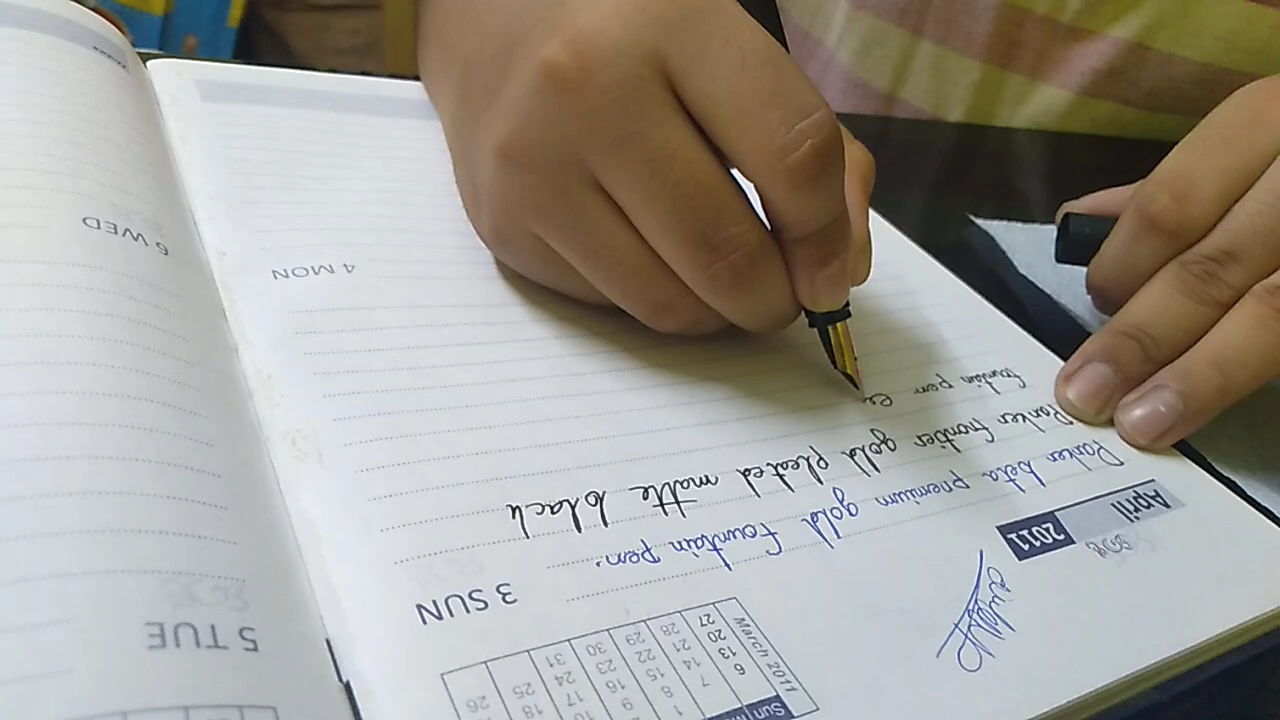 April 2011
3 SUN
Parker beta premium gold fountain pen.
Parker frontier gold pleated matte black
fountain pen
4 MON
5 TUE
6 WED
March 2011
Sun
6 13 20 27
7 14 21 28
1 8 15 22 29
9 16 23 30
10 17 24 31
18 25
26